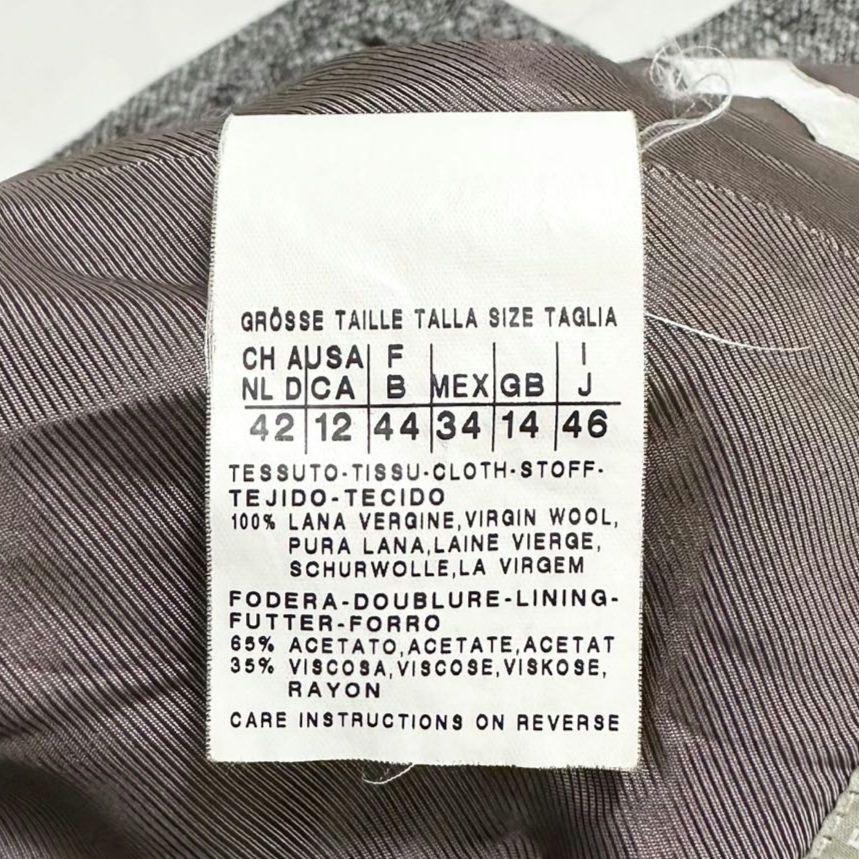 GRÖSSE TAILLE TALLA SIZE TAGLIA
CH A USA F I
NL D CA B MEX GB J
42 12 44 34 14 46
TESSUTO-TISSU-CLOTH-STOFF-
TEJIDO-TECIDO
100% LANA VERGINE,VIRGIN WOOL,
PURA LANA,LAINE VIERGE,
SCHURWOLLE,LA VIRGEM
FODERA-DOUBLURE-LINING-
FUTTER-FORRO
65% ACETATO,ACETATE,ACETAT
35% VISCOSA,VISCOSE,VISKOSE,
RAYON
CARE INSTRUCTIONS ON REVERSE